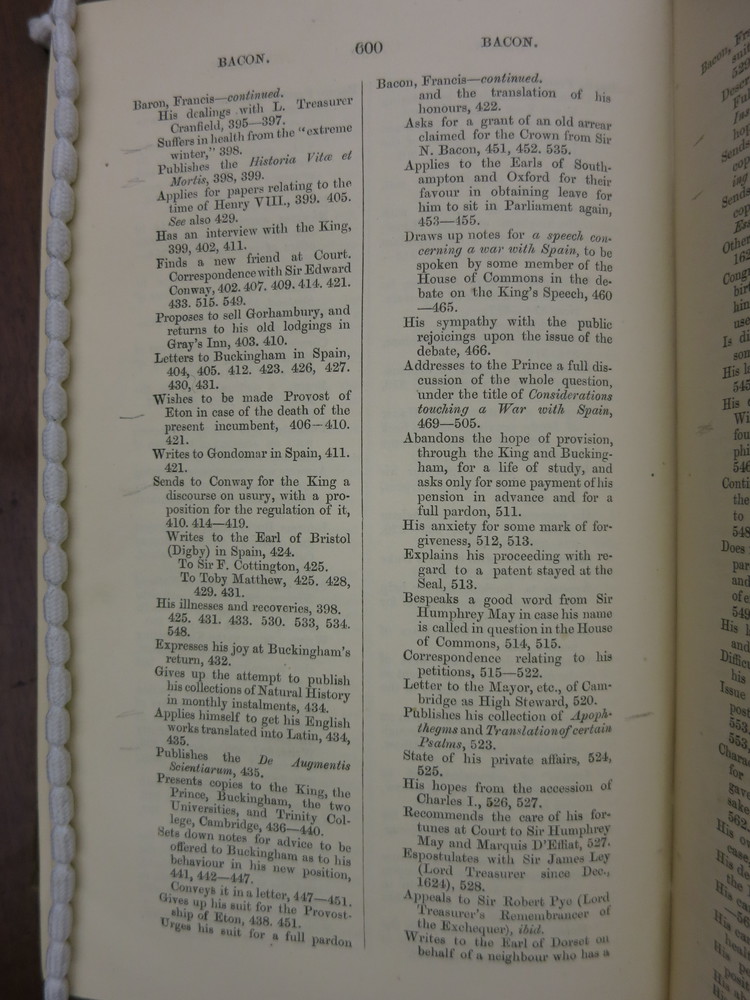 BACON.
600
BACON.
Baron, Francis—continued.
His dealings with L. Treasurer
Cranfield, 395—397.
Suffers in health from the "extreme
winter," 398.
Publishes the Historia Vitæ et
Mortis, 398, 399.
Applies for papers relating to the
time of Henry VIII., 399. 405.
See also 429.
Has an interview with the King,
399, 402, 411.
Finds a new friend at Court.
Correspondence with Sir Edward
Conway, 402. 407. 409. 414. 421.
433. 515. 549.
Proposes to sell Gorhambury, and
returns to his old lodgings in
Gray's Inn, 403. 410.
Letters to Buckingham in Spain,
404, 405. 412. 423. 426, 427.
430, 431.
Wishes to be made Provost of
Eton in case of the death of the
present incumbent, 406—410.
421.
Writes to Gondomar in Spain, 411.
421.
Sends to Conway for the King a
discourse on usury, with a pro-
position for the regulation of it,
410. 414—419.
Writes to the Earl of Bristol
(Digby) in Spain, 424.
To Sir F. Cottington, 425.
To Toby Matthew, 425. 428,
429. 431.
His illnesses and recoveries, 398.
425. 431. 433. 530. 533, 534.
548.
Expresses his joy at Buckingham's
return, 432.
Gives up the attempt to publish
his collections of Natural History
in monthly instalments, 434.
Applies himself to get his English
works translated into Latin, 434,
435.
Publishes the De Augmentis
Scientiarum, 435.
Presents copies to the King, the
Prince, Buckingham, the two
Universities, and Trinity Col-
lege, Cambridge, 436—440.
Sets down notes for advice to be
offered to Buckingham as to his
behaviour in his new position,
441, 442—447.
Conveys it in a letter, 447—451.
Gives up his suit for the Provost-
ship of Eton, 438. 451.
Urges his suit for a full pardon
Bacon, Francis—continued.
and the translation of his
honours, 422.
Asks for a grant of an old arrear
claimed for the Crown from Sir
N. Bacon, 451, 452. 535.
Applies to the Earls of South-
ampton and Oxford for their
favour in obtaining leave for
him to sit in Parliament again,
453—455.
Draws up notes for a speech con-
cerning a war with Spain, to be
spoken by some member of the
House of Commons in the de-
bate on the King's Speech, 460
—465.
His sympathy with the public
rejoicings upon the issue of the
debate, 466.
Addresses to the Prince a full dis-
cussion of the whole question,
under the title of Considerations
touching a War with Spain,
469—505.
Abandons the hope of provision,
through the King and Bucking-
ham, for a life of study, and
asks only for some payment of his
pension in advance and for a
full pardon, 511.
His anxiety for some mark of for-
giveness, 512, 513.
Explains his proceeding with re-
gard to a patent stayed at the
Seal, 513.
Bespeaks a good word from Sir
Humphrey May in case his name
is called in question in the House
of Commons, 514, 515.
Correspondence relating to his
petitions, 515—522.
Letter to the Mayor, etc., of Cam-
bridge as High Steward, 520.
Publishes his collection of Apoph-
thegms and Translation of certain
Psalms, 523.
State of his private affairs, 524,
525.
His hopes from the accession of
Charles I., 526, 527.
Recommends the care of his for-
tunes at Court to Sir Humphrey
May and Marquis D'Effiat, 527.
Espostulates with Sir James Ley
(Lord Treasurer since Dec.,
1624), 528.
Appeals to Sir Robert Pye (Lord
Treasurer's Remembrancer of
the Exchequer), ibid.
Writes to the Earl of Dorset on
behalf of a neighbour who has a